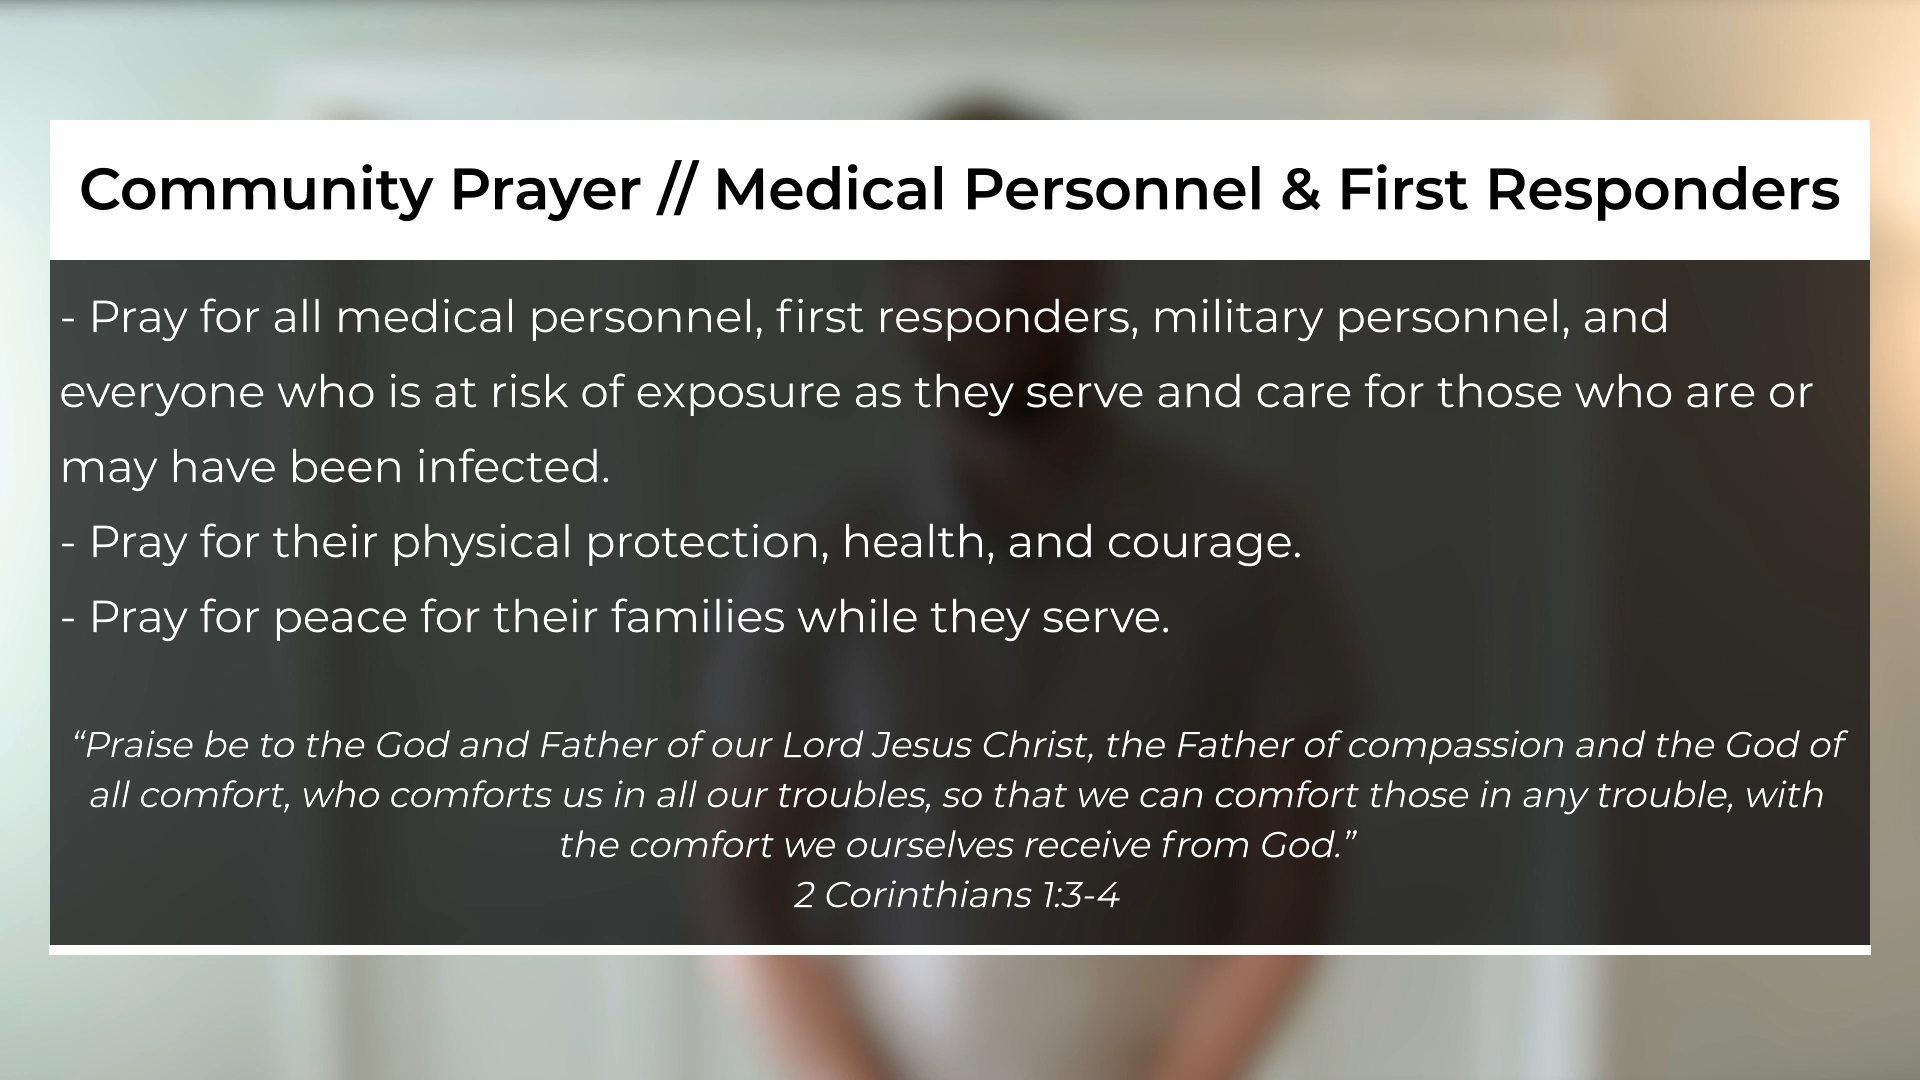 Community Prayer // Medical Personnel & First Responders
- Pray for all medical personnel, first responders, military personnel, and
everyone who is at risk of exposure as they serve and care for those who are or
may have been infected.
- Pray for their physical protection, health, and courage.
- Pray for peace for their families while they serve.
“Praise be to the God and Father of our Lord Jesus Christ, the Father of compassion and the God of
all comfort, who comforts us in all our troubles, so that we can comfort those in any trouble, with
the comfort we ourselves receive from God.”
2 Corinthians 1:3-4